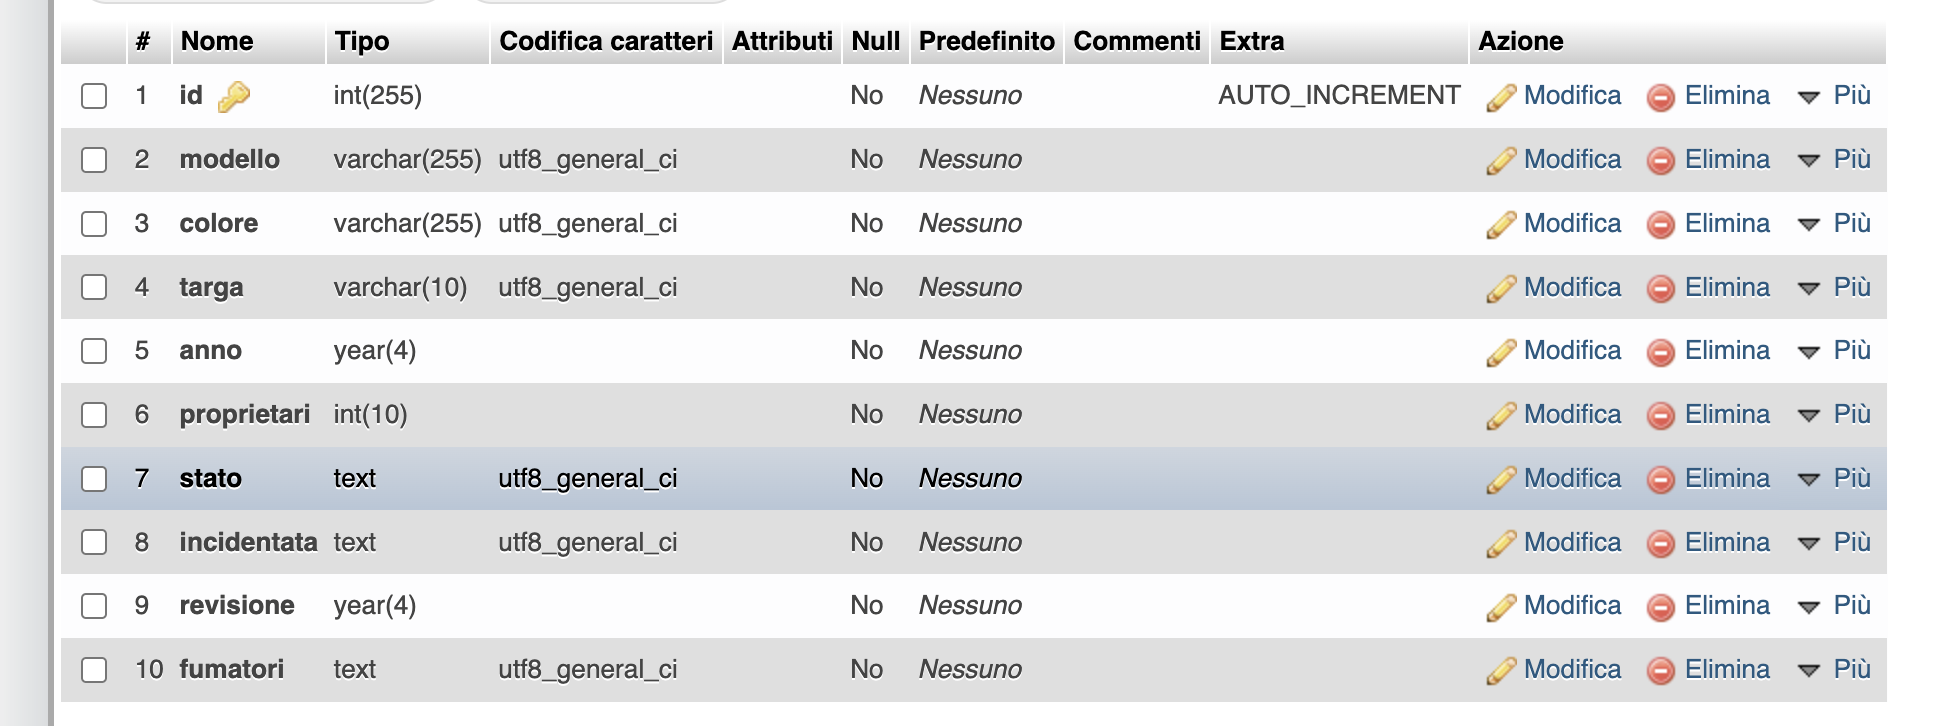 # Nome Tipo Codifica caratteri Attributi Null Predefinito Commenti Extra Azione
1 id int(255) No Nessuno AUTO_INCREMENT Modifica Elimina Più
2 modello varchar(255) utf8_general_ci No Nessuno Modifica Elimina Più
3 colore varchar(255) utf8_general_ci No Nessuno Modifica Elimina Più
4 targa varchar(10) utf8_general_ci No Nessuno Modifica Elimina Più
5 anno year(4) No Nessuno Modifica Elimina Più
6 proprietari int(10) No Nessuno Modifica Elimina Più
7 stato text utf8_general_ci No Nessuno Modifica Elimina Più
8 incidentata text utf8_general_ci No Nessuno Modifica Elimina Più
9 revisione year(4) No Nessuno Modifica Elimina Più
10 fumatori text utf8_general_ci No Nessuno Modifica Elimina Più